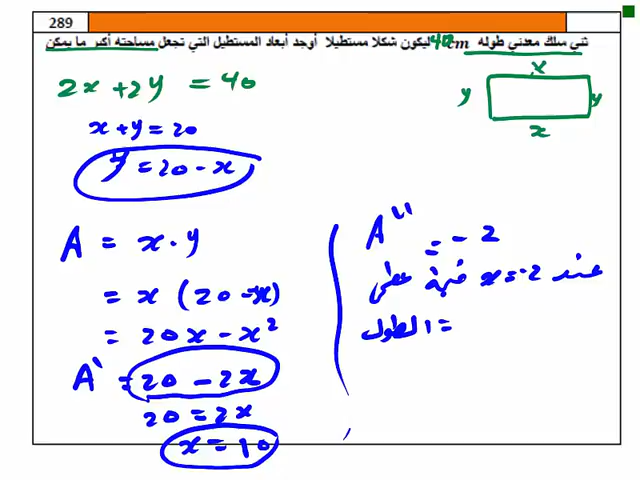 289
ثني سلك معدني طوله 40cm ليكون شكلا مستطيلا أوجد أبعاد المستطيل التي تجعل مساحته أكبر ما يمكن
x
y
y
x
2x + 2y = 40
x + y = 20
y = 20 - x
A = x . y
= x (20 - x)
= 20x - x²
A' = 20 - 2x
20 = 2x
x = 10
A'' = - 2
عند x = -2 قيمة عظمى
الطول =